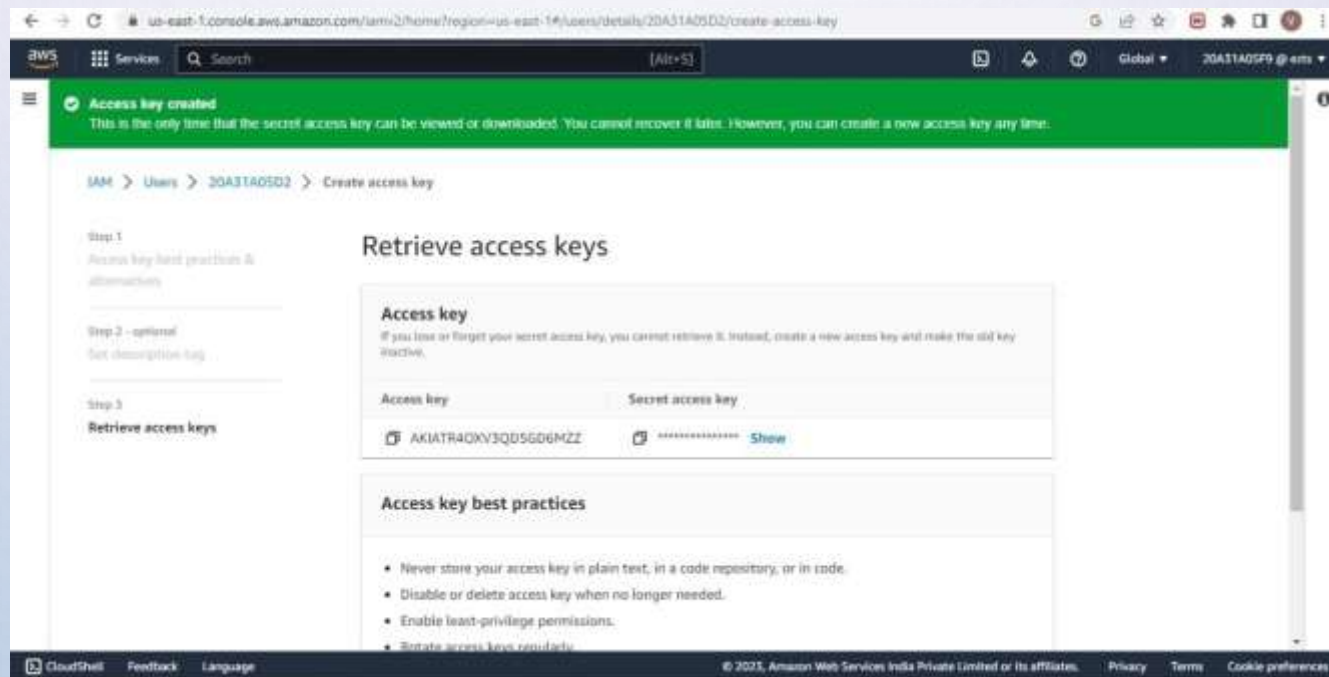 us-east-1.console.aws.amazon.com/iamv2/home?region=us-east-1#/users/details/20A31A05D2/create-access-key
aws
Services
Search
[Alt+S]
Global
Access key created
This is the only time that the secret access key can be viewed or downloaded. You cannot recover it later. However, you can create a new access key any time.
IAM > Users > 20A31A05D2 > Create access key
Step 1
Access key best practices &
alternatives
Step 2 - optional
Set description tag
Step 3
Retrieve access keys
Retrieve access keys
Access key
If you lose or forget your secret access key, you cannot retrieve it. Instead, create a new access key and make the old key
inactive.
Access key Secret access key
*************** Show
Access key best practices
• Never store your access key in plain text, in a code repository, or in code.
• Disable or delete access key when no longer needed.
• Enable least-privilege permissions.
• Rotate access keys regularly.
CloudShell Feedback Language
© 2023, Amazon Web Services India Private Limited or its affiliates. Privacy Terms Cookie preferences